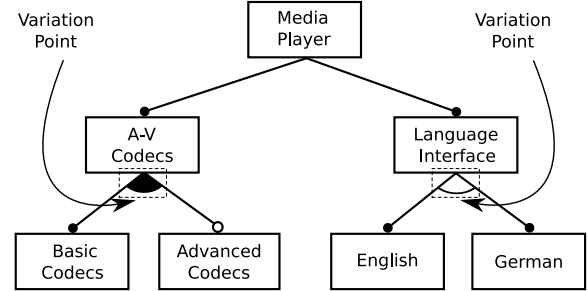 Variation
Point
Media
Player
Variation
Point
A-V
Codecs
Language
Interface
Basic
Codecs
Advanced
Codecs
English
German